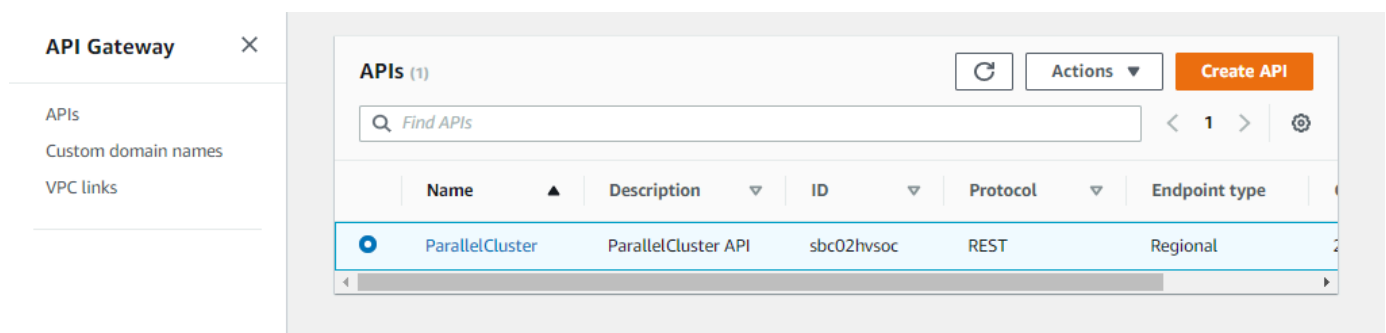 API Gateway
APIs
Custom domain names
VPC links
APIs (1)
Actions
Create API
Find APIs
1
Name Description ID Protocol Endpoint type
ParallelCluster ParallelCluster API sbc02hvsoc REST Regional